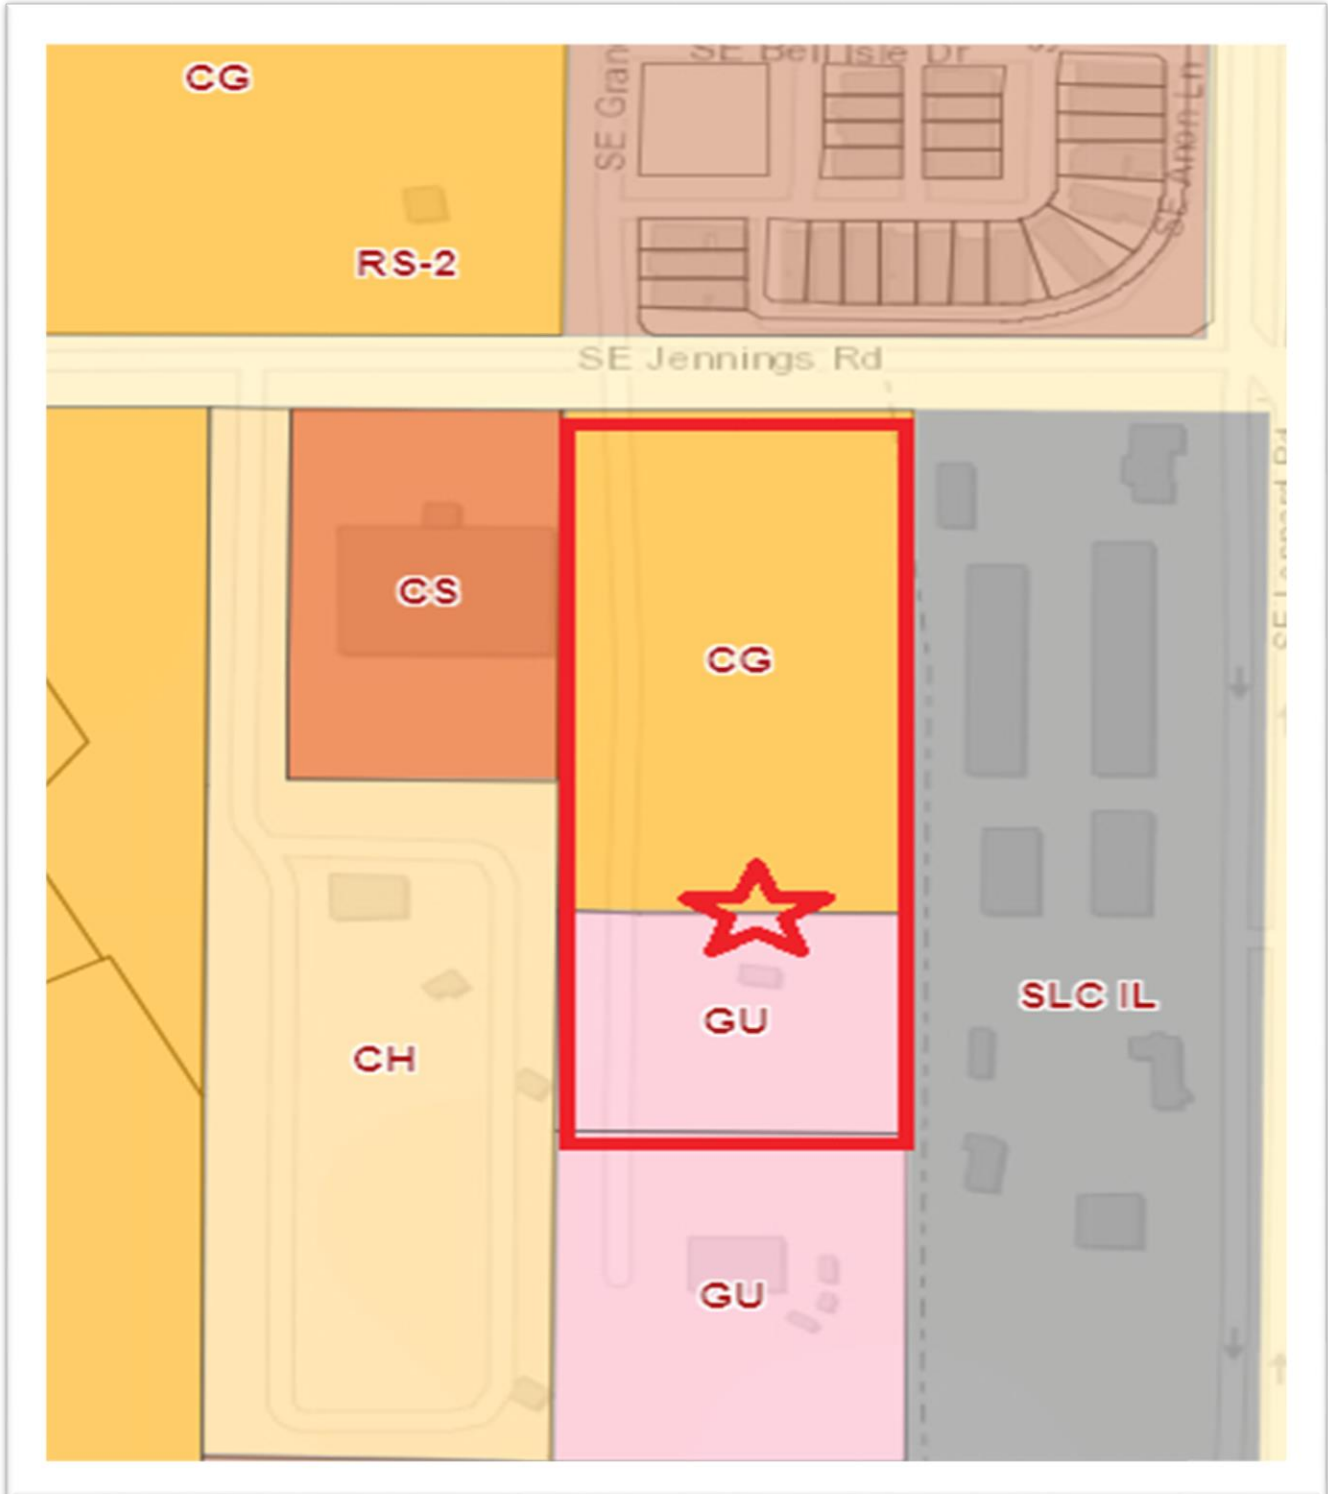 CG
SE Bell Isle Dr
SE Gran
SE Anon Ln
RS-2
SE Jennings Rd
CS
CG
SLC IL
GU
CH
GU